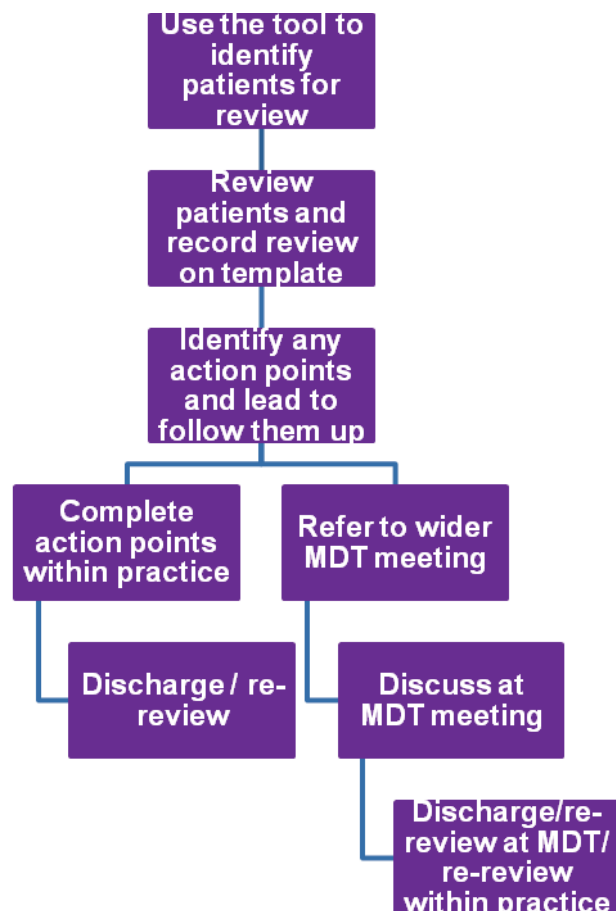 Use the tool to
identify
patients for
review
Review
patients and
record review
on template
Identify any
action points
and lead to
follow them up
Complete
action points
within practice
Refer to wider
MDT meeting
Discharge / re-
review
Discuss at
MDT meeting
Discharge/re-
review at MDT/
re-review
within practice